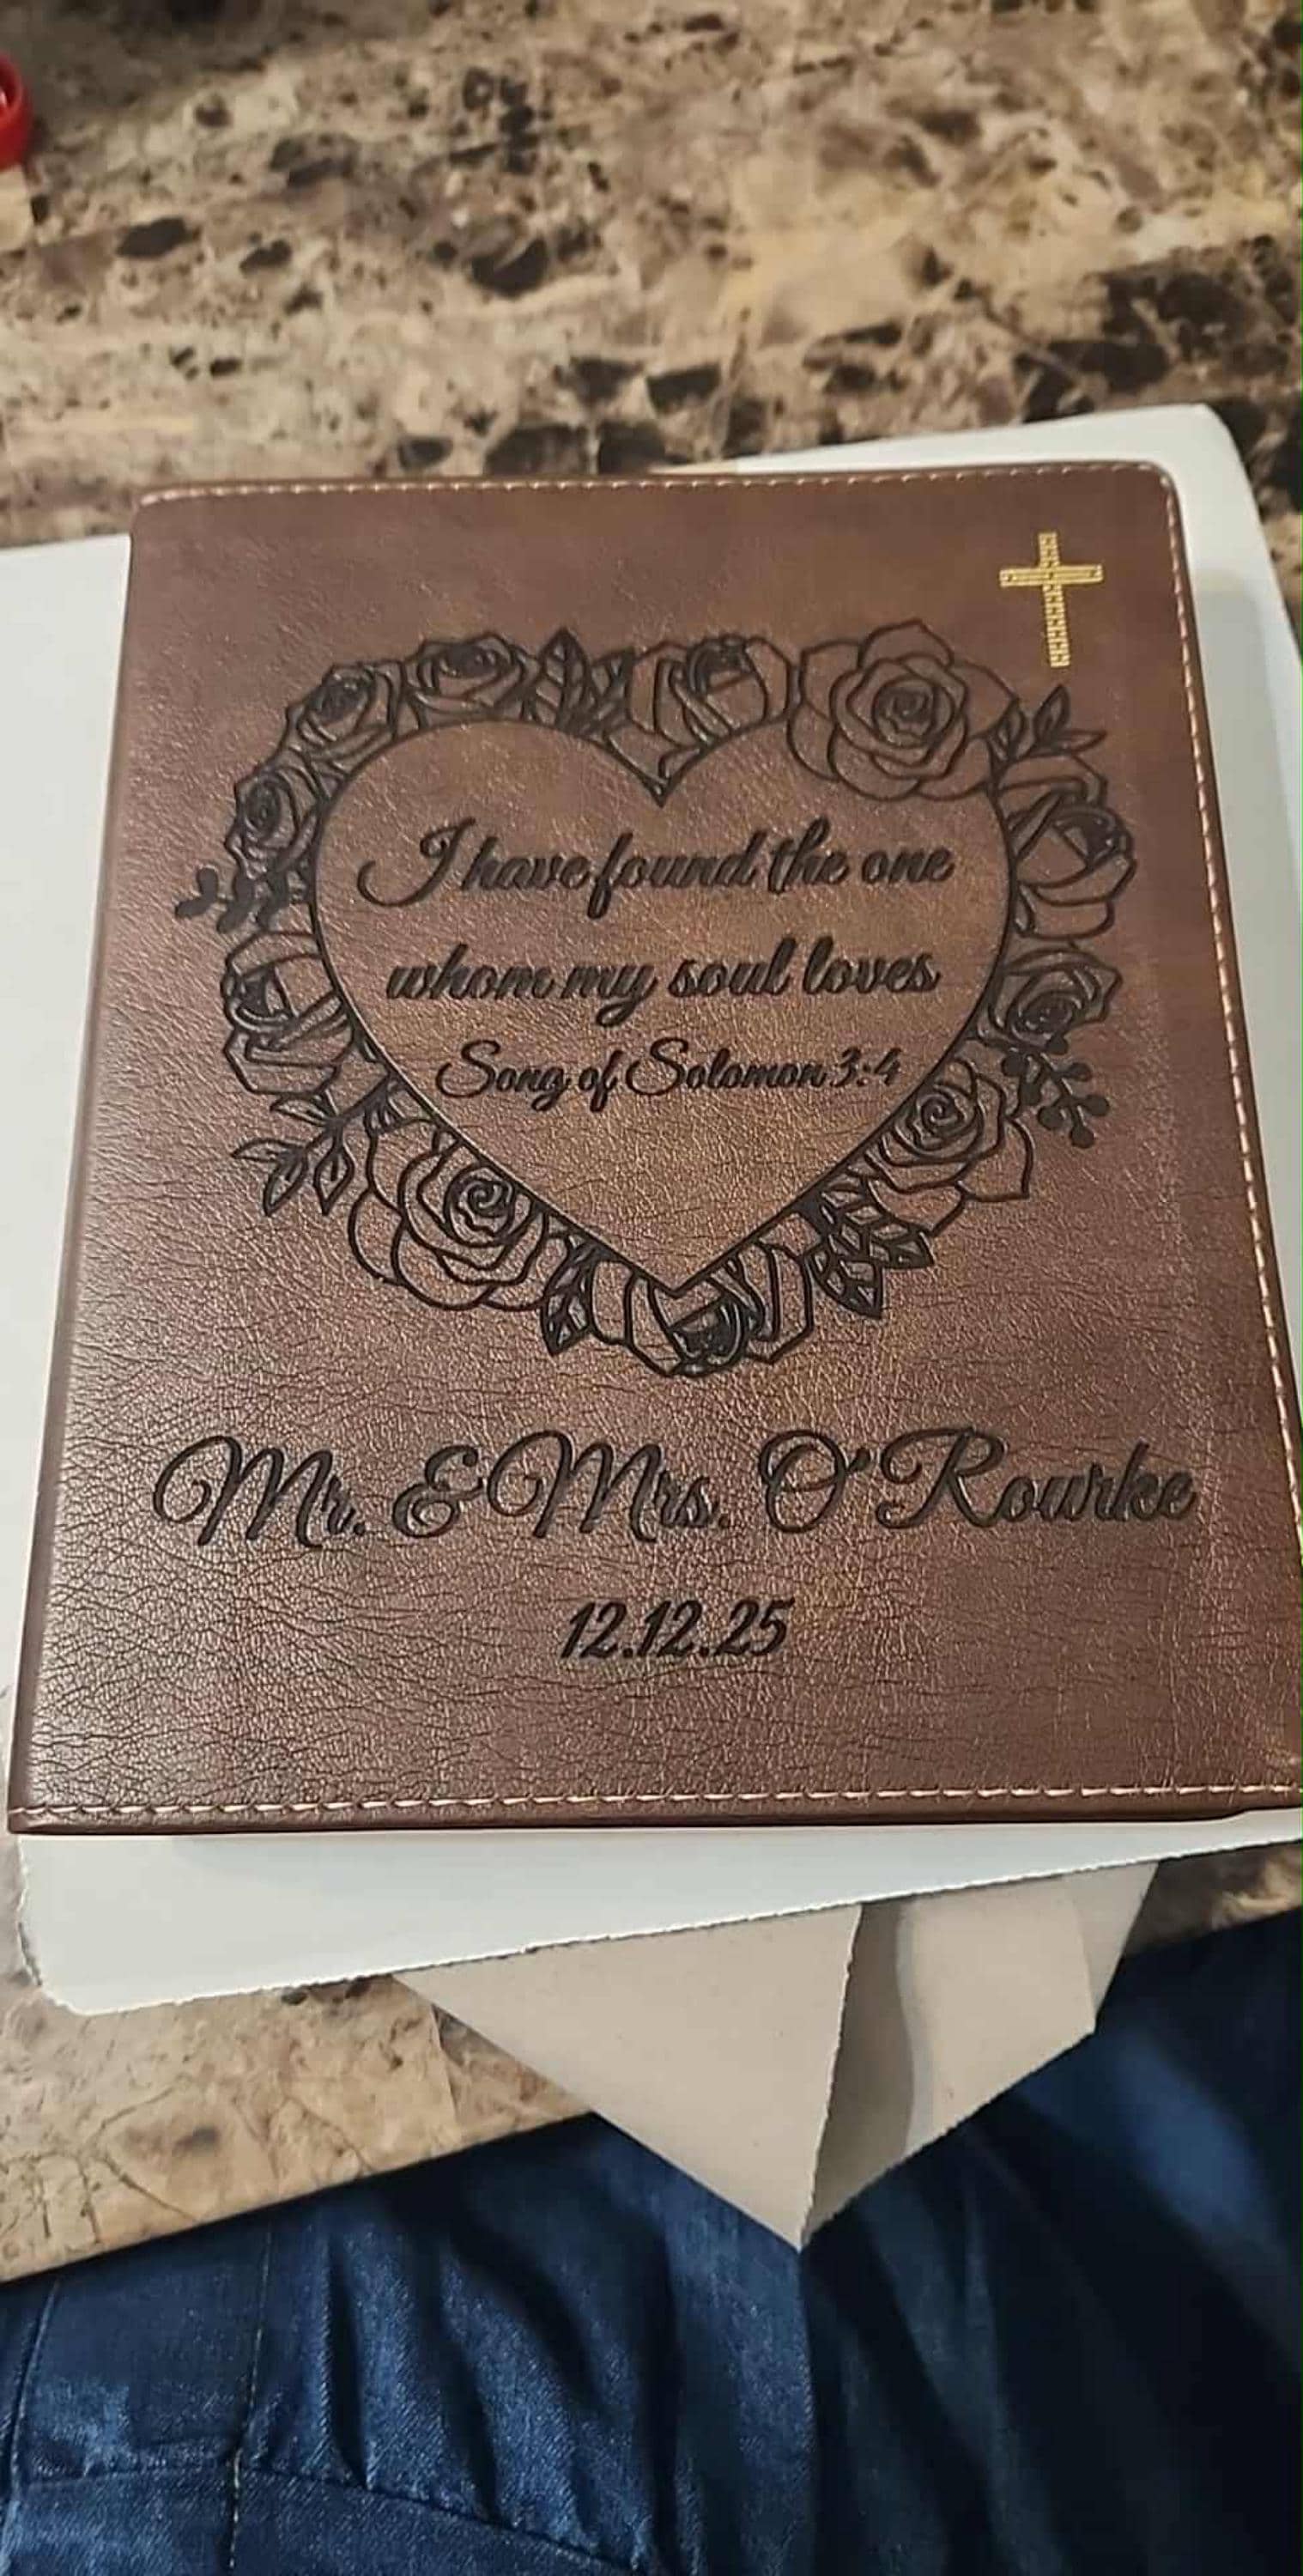 I have found the one
whom my soul loves
Song of Solomon 3:4
Mr. & Mrs. O'Rourke
12.12.25